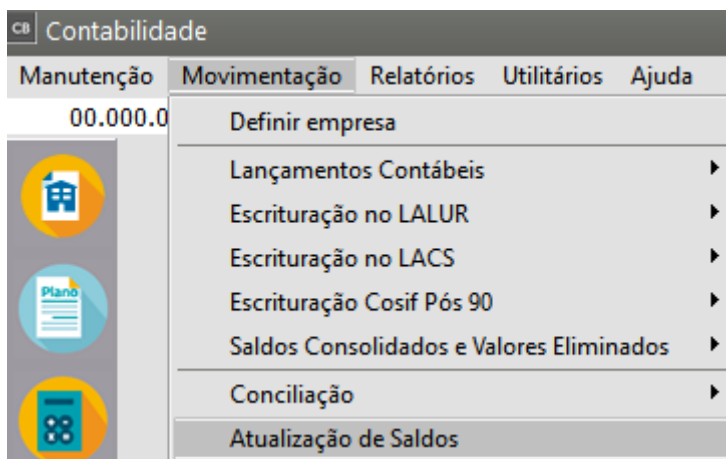 CB Contabilidade
Manutenção Movimentação Relatórios Utilitários Ajuda
00.000.0
Definir empresa
Lançamentos Contábeis
Escrituração no LALUR
Escrituração no LACS
Escrituração Cosif Pós 90
Plano
Saldos Consolidados e Valores Eliminados
Conciliação
Atualização de Saldos